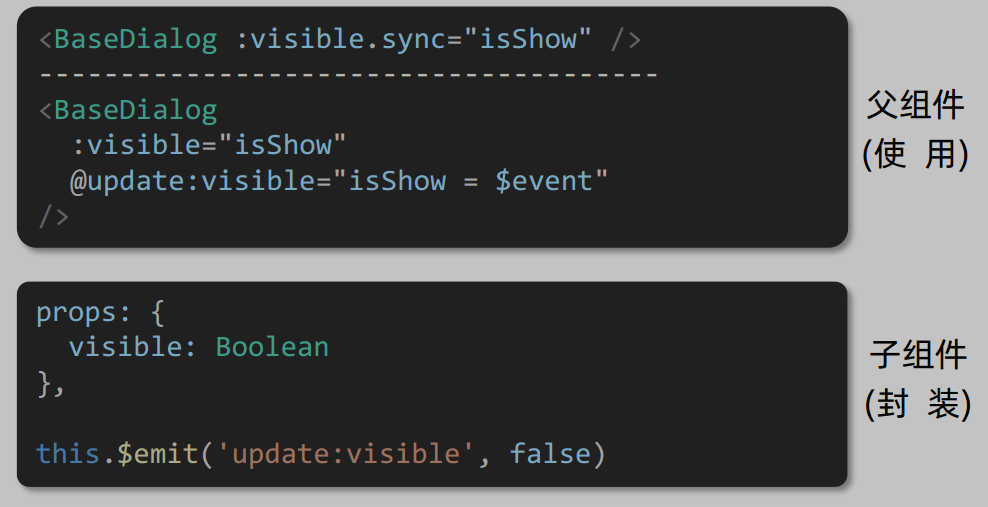 <BaseDialog :visible.sync="isShow" />
--------------------------------------
<BaseDialog
  :visible="isShow"
  @update:visible="isShow = $event"
/>
父组件
(使 用)
props: {
  visible: Boolean
},
this.$emit('update:visible', false)
子组件
(封 装)